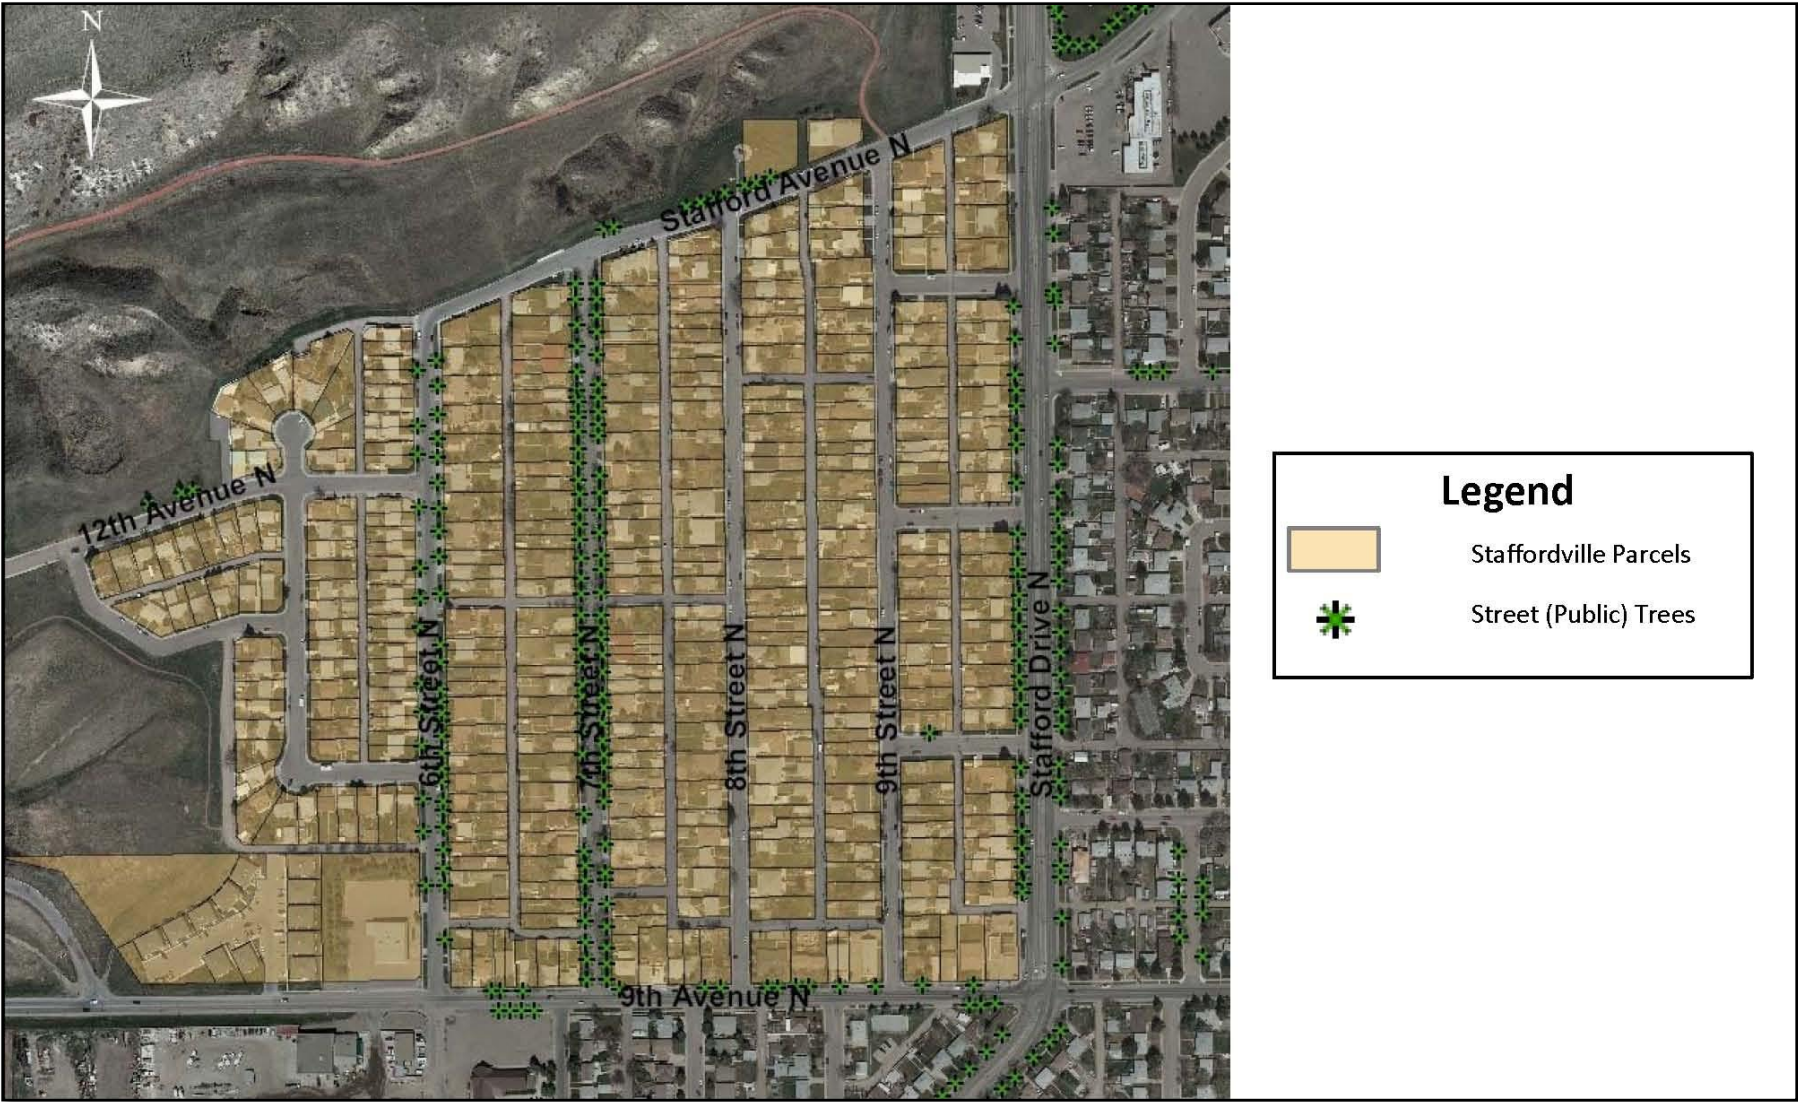 N
Stafford Avenue N
12th Avenue N
6th Street N
7th Street N
8th Street N
9th Street N
Stafford Drive N
9th Avenue N
Legend
Staffordville Parcels
Street (Public) Trees